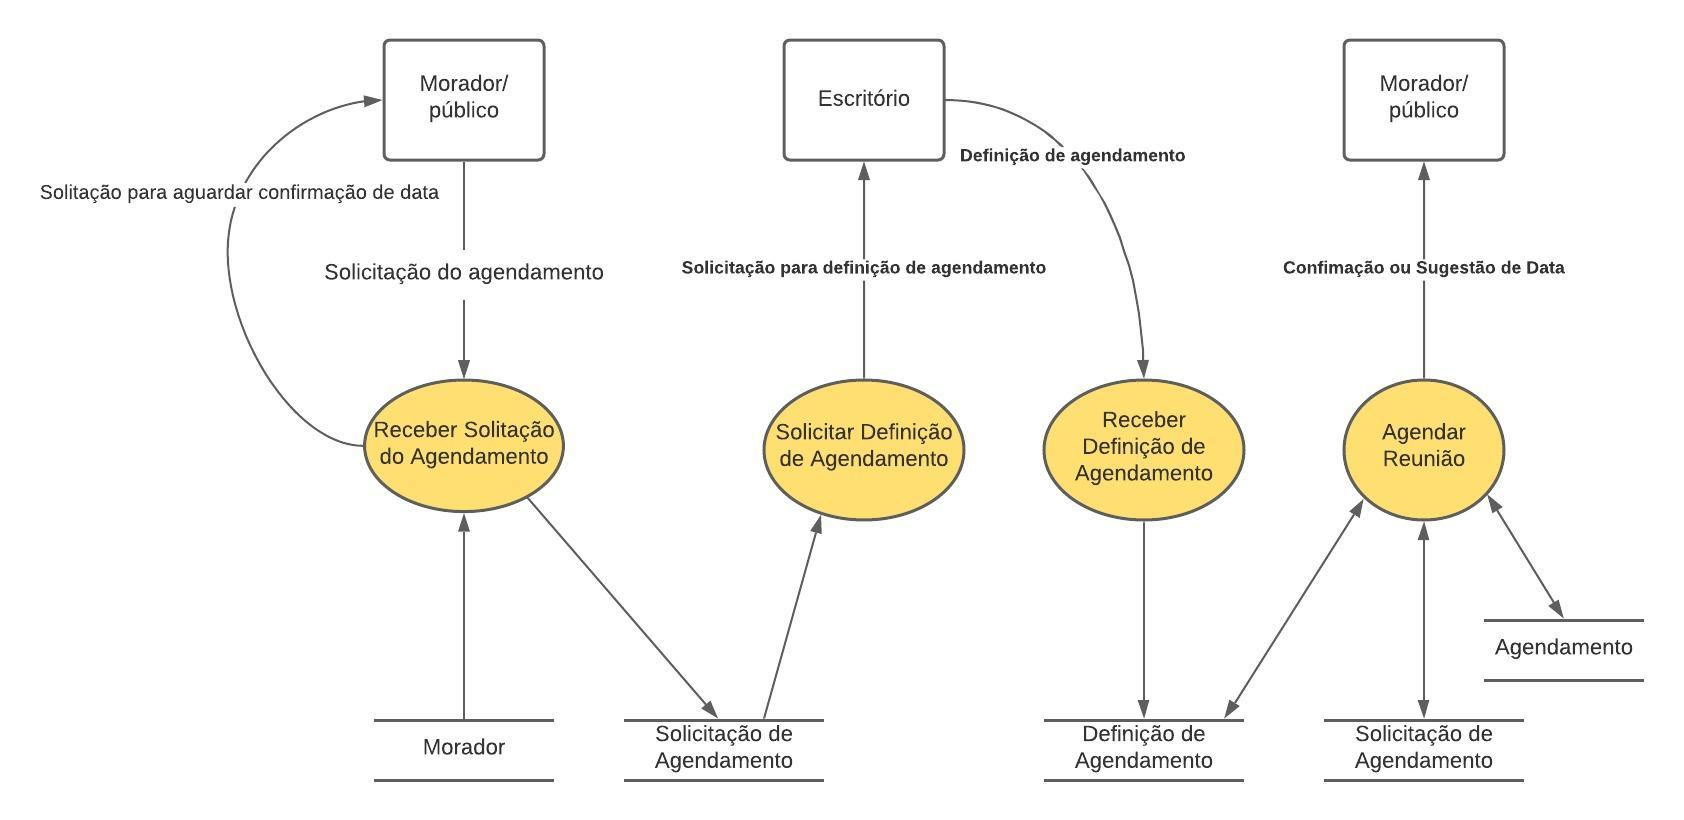 Morador/
público
Escritório
Morador/
público
Definição de agendamento
Solitação para aguardar confirmação de data
Solicitação do agendamento
Solicitação para definição de agendamento
Confimação ou Sugestão de Data
Receber Solitação
do Agendamento
Solicitar Definição
de Agendamento
Receber
Definição de
Agendamento
Agendar
Reunião
Agendamento
Morador
Solicitação de
Agendamento
Definição de
Agendamento
Solicitação de
Agendamento